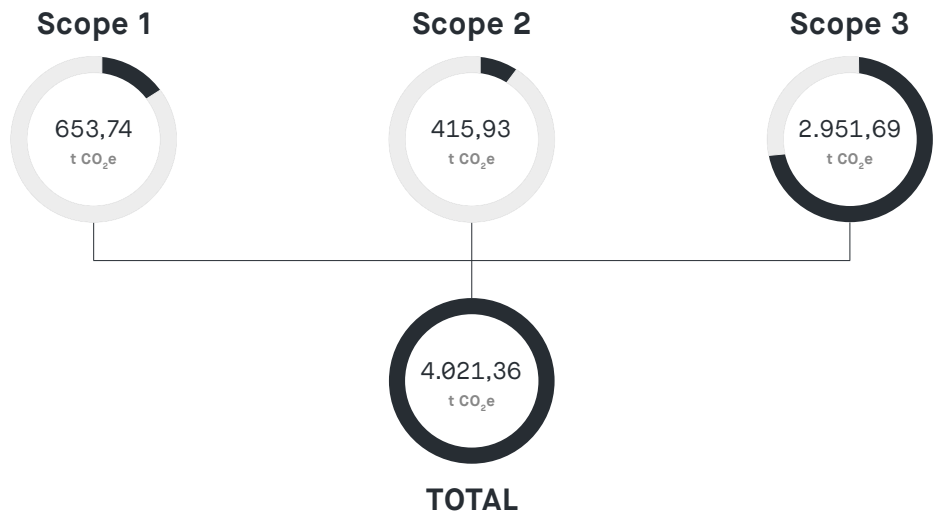 Scope 1
Scope 2
Scope 3
653,74
t CO₂e
415,93
t CO₂e
2.951,69
t CO₂e
4.021,36
t CO₂e
TOTAL